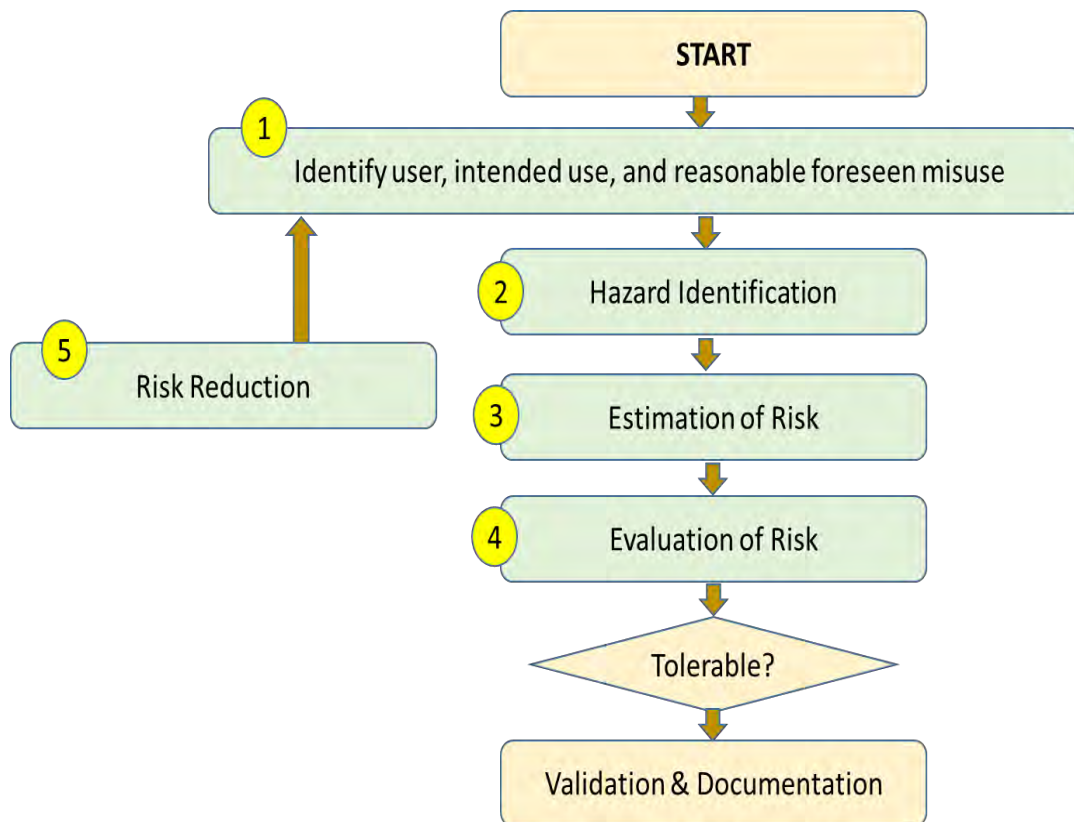 START
1
Identify user, intended use, and reasonable foreseen misuse
2
Hazard Identification
5
Risk Reduction
3
Estimation of Risk
4
Evaluation of Risk
Tolerable?
Validation & Documentation